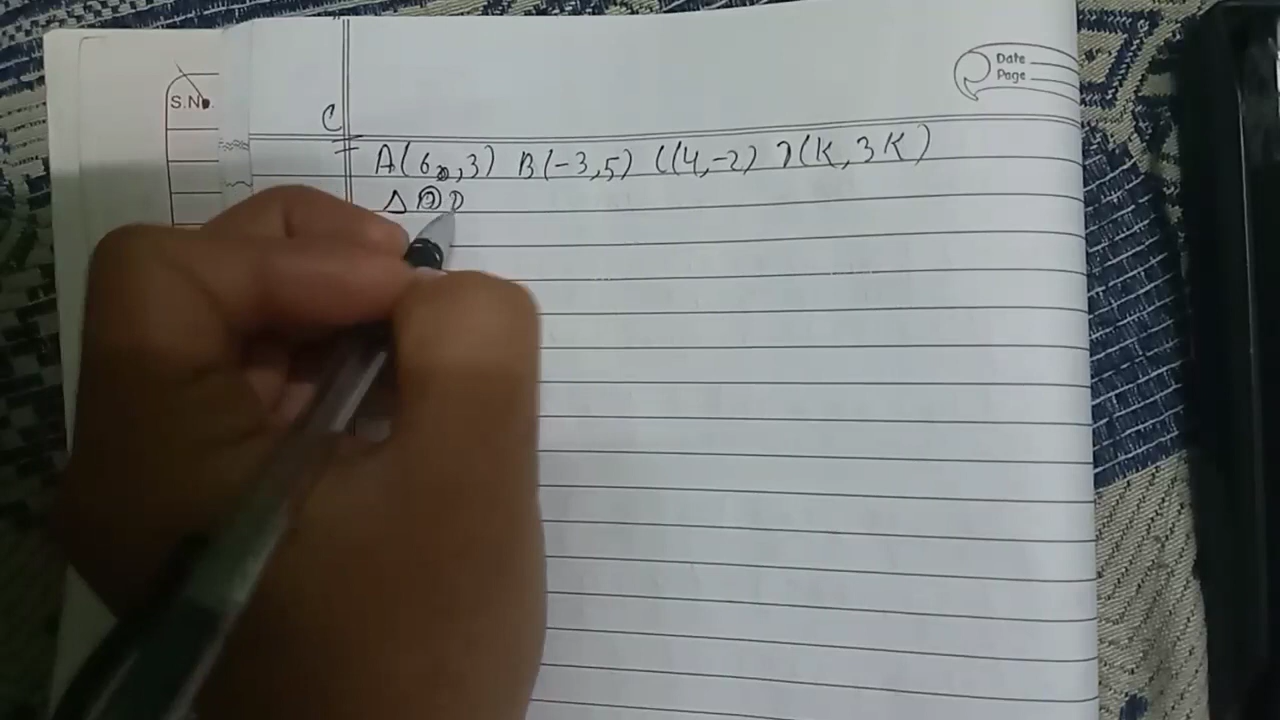 Date
Page
S.No.
C
A(6,3) B(-3,5) C(4,-2) D(K,3K)
Δ D